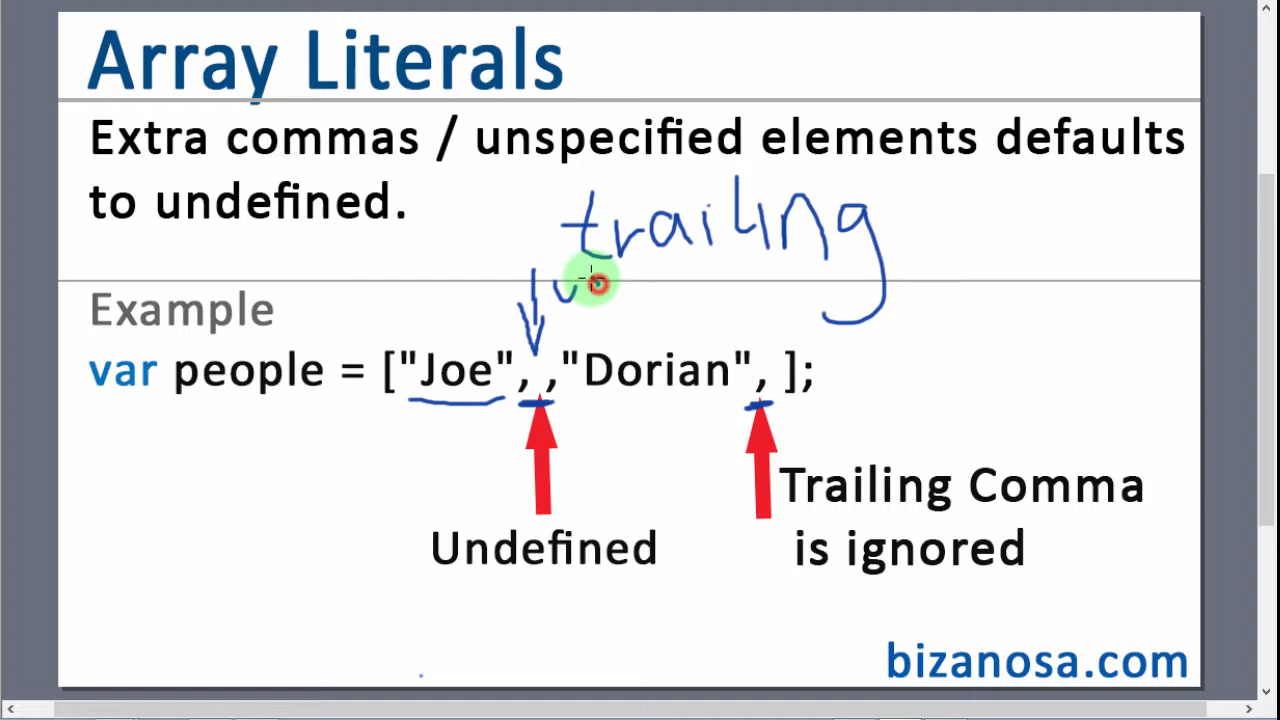 Array Literals
Extra commas / unspecified elements defaults
to undefined.
trailing
Example
var people = ["Joe", ,"Dorian", ];
Undefined
Trailing Comma
is ignored
bizanosa.com